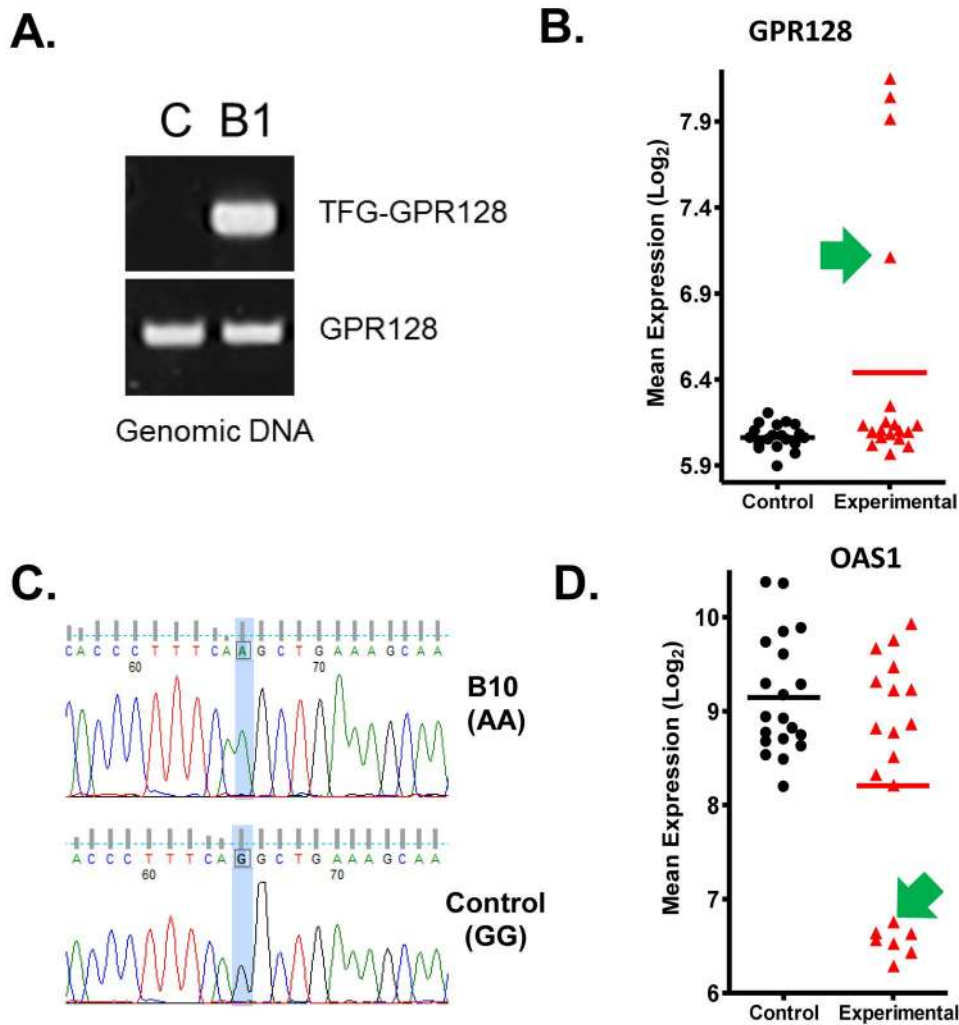 A.
C B1
TFG-GPR128
GPR128
Genomic DNA
B.
GPR128
Mean Expression (Log2)
7.9
7.4
6.9
6.4
5.9
Control Experimental
C.
C A C C C T T T C A A G C T G A A A G C A A
60 70
B10
(AA)
A C C C T T T C A G G C T G A A A G C A A
60 70
Control
(GG)
D.
OAS1
Mean Expression (Log2)
10
9
8
7
6
Control Experimental